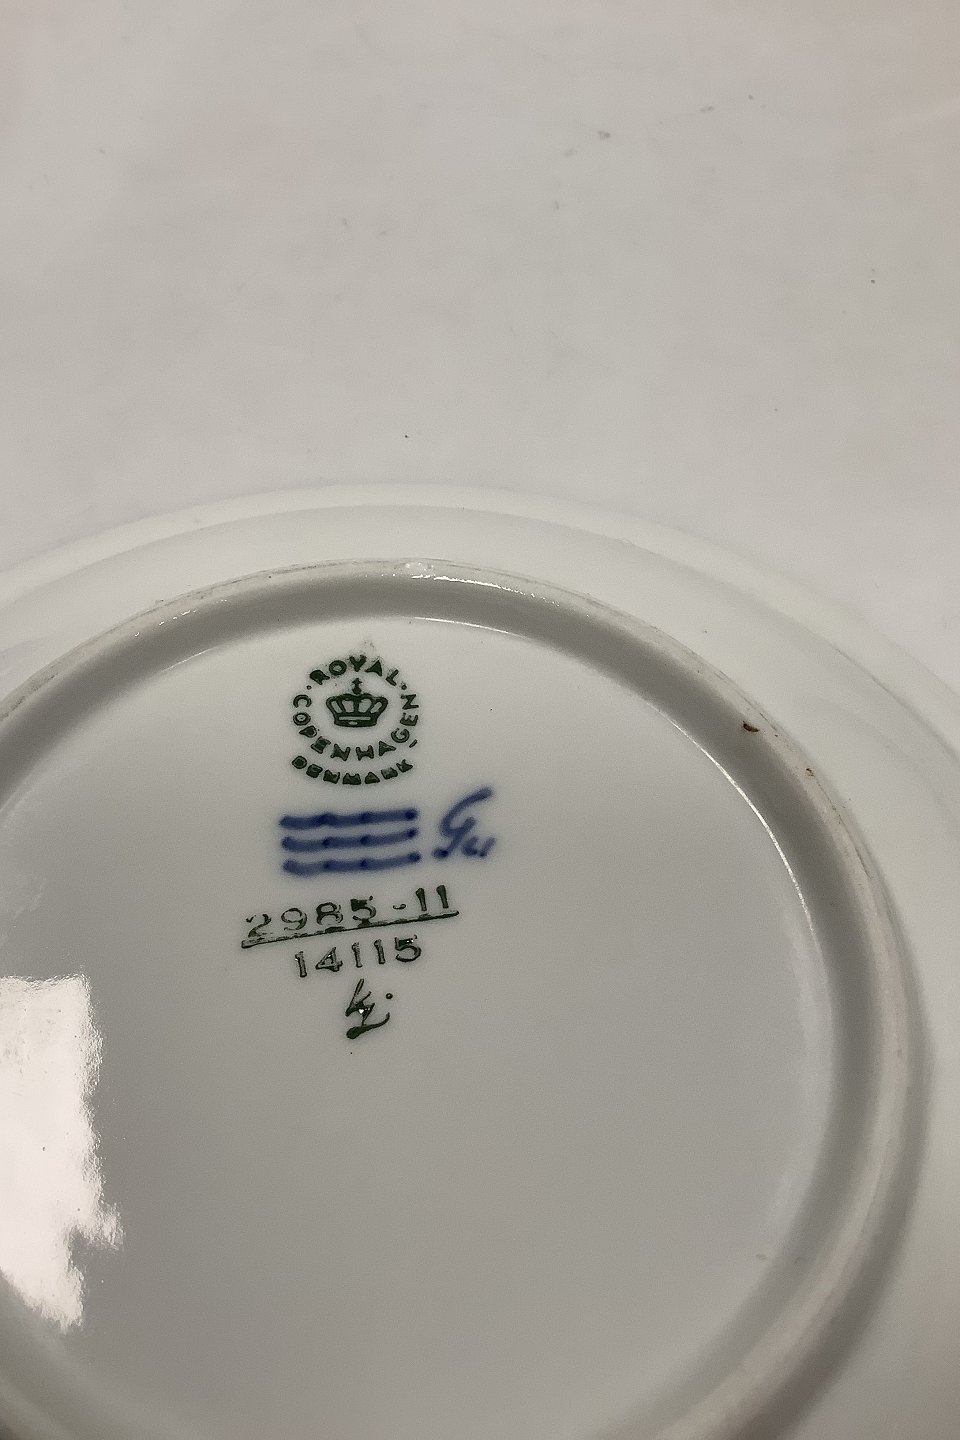 ROYAL
COPENHAGEN
DENMARK
2985-11
14115